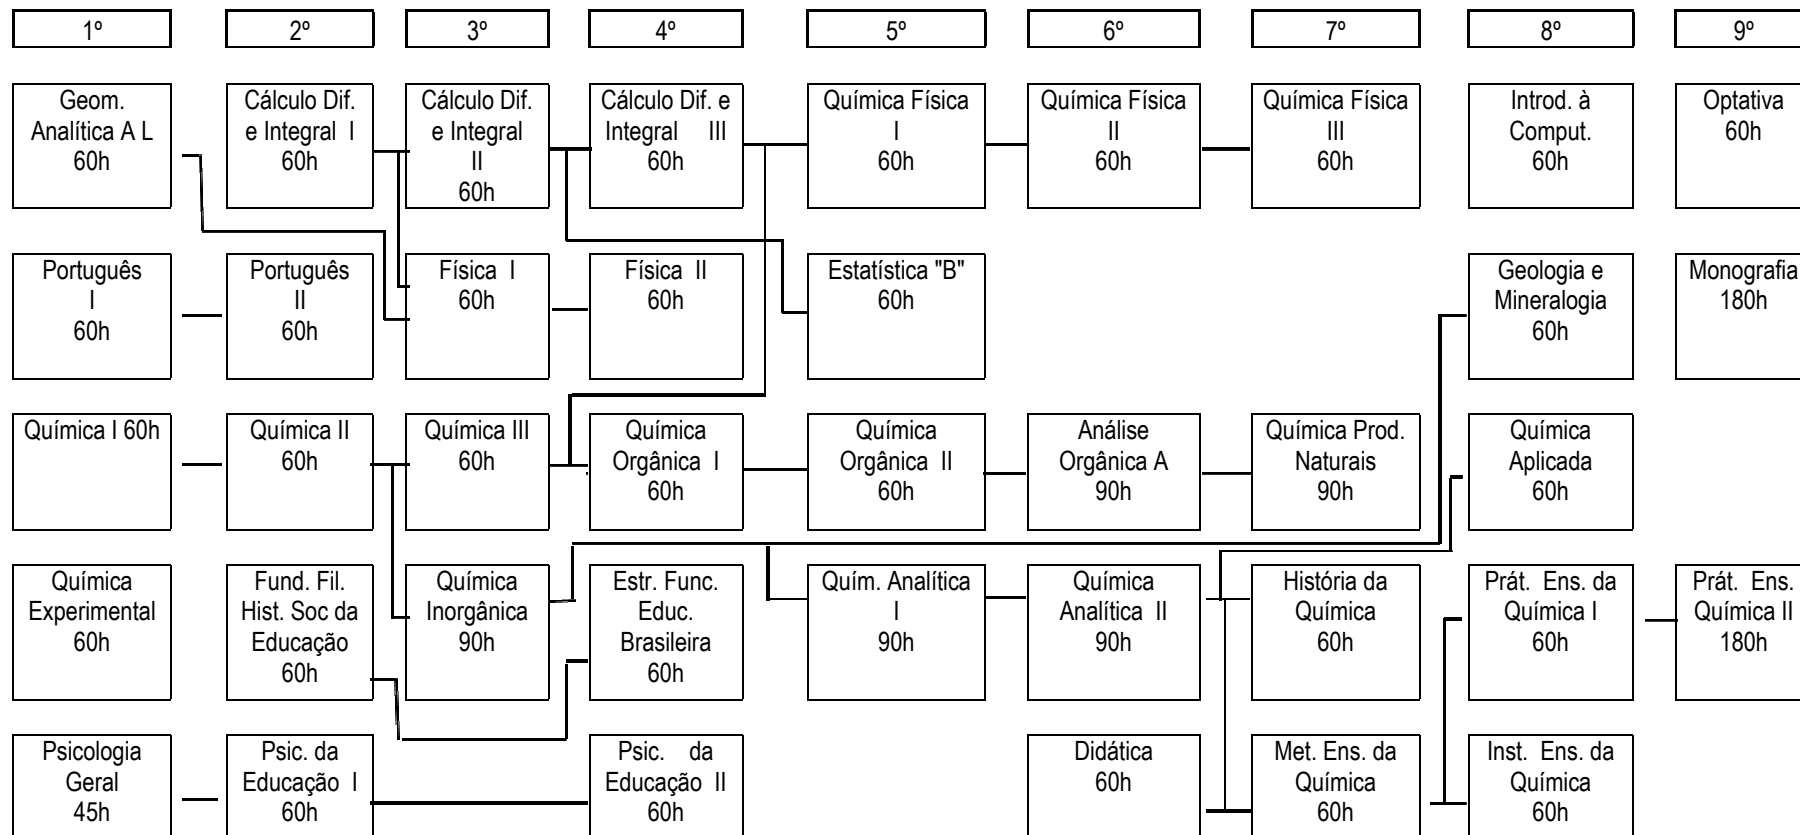 1º
2º
3º
4º
5º
6º
7º
8º
9º
Geom.
Analítica A L
60h
Cálculo Dif.
e Integral I
60h
Cálculo Dif.
e Integral
II
60h
Cálculo Dif. e
Integral III
60h
Química Física
I
60h
Química Física
II
60h
Química Física
III
60h
Introd. à
Comput.
60h
Optativa
60h
Português
I
60h
Português
II
60h
Física I
60h
Física II
60h
Estatística "B"
60h
Geologia e
Mineralogia
60h
Monografia
180h
Química I 60h
Química II
60h
Química III
60h
Química
Orgânica I
60h
Química
Orgânica II
60h
Análise
Orgânica A
90h
Química Prod.
Naturais
90h
Química
Aplicada
60h
Química
Experimental
60h
Fund. Fil.
Hist. Soc da
Educação
60h
Química
Inorgânica
90h
Estr. Func.
Educ.
Brasileira
60h
Quím. Analítica
I
90h
Química
Analítica II
90h
História da
Química
60h
Prát. Ens. da
Química I
60h
Prát. Ens.
Química II
180h
Psicologia
Geral
45h
Psic. da
Educação I
60h
Psic. da
Educação II
60h
Didática
60h
Met. Ens. da
Química
60h
Inst. Ens. da
Química
60h